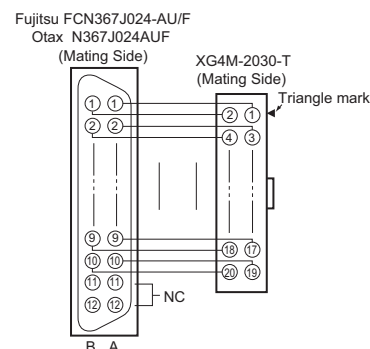 Fujitsu FCN367J024-AU/F
Otax N367J024AUF
(Mating Side)
XG4M-2030-T
(Mating Side)
Triangle mark
1 1
2 1
2 2
4 3
9 9
18 17
10 10
20 19
11 11
NC
12 12
B A